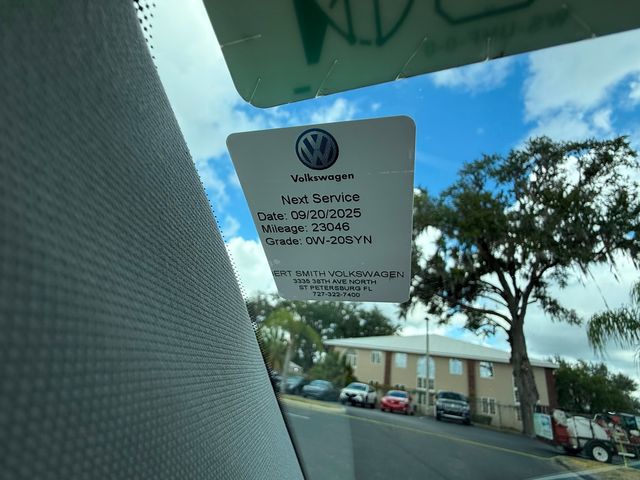 Volkswagen
Next Service
Date: 09/20/2025
Mileage: 23046
Grade: 0W-20SYN
ERT SMITH VOLKSWAGEN
3335 38TH AVE NORTH
ST PETERSBURG FL
727-322-7400